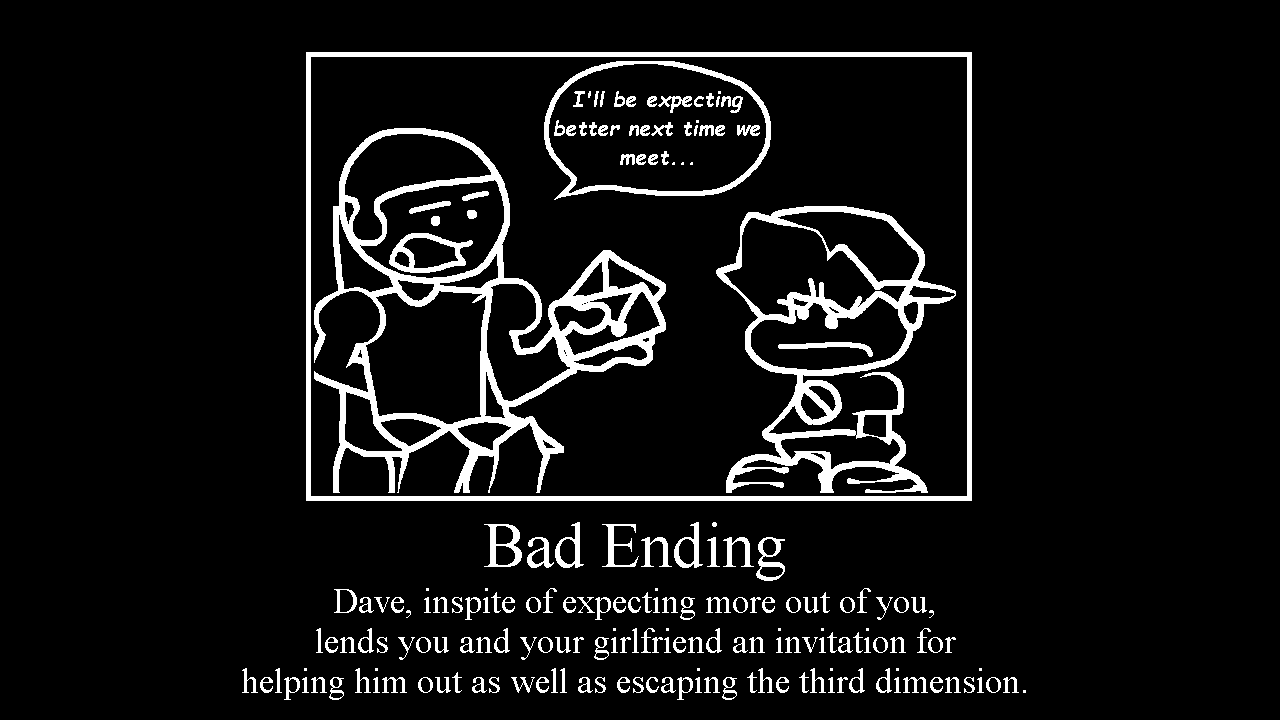 I'll be expecting
better next time we
meet...
Bad Ending
Dave, inspite of expecting more out of you,
lends you and your girlfriend an invitation for
helping him out as well as escaping the third dimension.